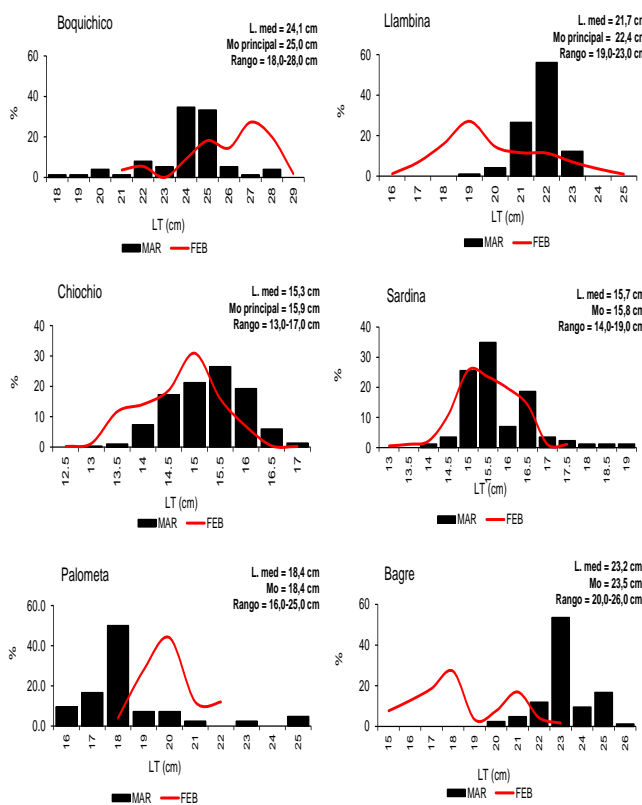 Boquichico
L. med = 24,1 cm
Mo principal = 25,0 cm
Rango = 18,0-28,0 cm
60
40
20
0
%
18 19 20 21 22 23 24 25 26 27 28 29
LT (cm)
MAR FEB
Llambina
L. med = 21,7 cm
Mo principal = 22,4 cm
Rango = 19,0-23,0 cm
60
40
20
0
%
16 17 18 19 20 21 22 23 24 25
LT (cm)
MAR FEB
Chiochio
L. med = 15,3 cm
Mo principal = 15,9 cm
Rango = 13,0-17,0 cm
40
30
20
10
0
%
12.5 13 13.5 14 14.5 15 15.5 16 16.5 17
LT (cm)
MAR FEB
Sardina
L. med = 15,7 cm
Mo = 15,8 cm
Rango = 14,0-19,0 cm
40
30
20
10
0
%
13 13.5 14 14.5 15 15.5 16 16.5 17 17.5 18 18.5 19
LT (cm)
MAR FEB
Palometa
L. med = 18,4 cm
Mo = 18,4 cm
Rango = 16,0-25,0 cm
60.0
40.0
20.0
0.0
%
16 17 18 19 20 21 22 23 24 25
LT (cm)
MAR FEB
Bagre
L. med = 23,2 cm
Mo = 23,5 cm
Rango = 20,0-26,0 cm
60
40
20
0
%
15 16 17 18 19 20 21 22 23 24 25 26
LT (cm)
MAR FEB